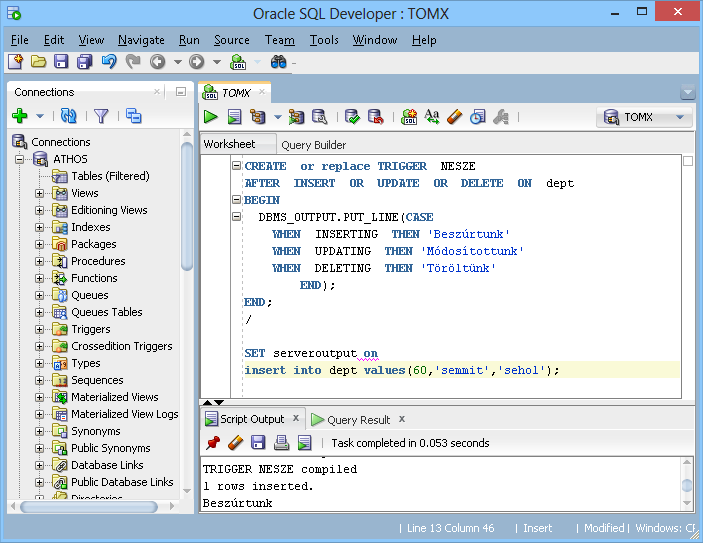 Oracle SQL Developer : TOMX
File Edit View Navigate Run Source Team Tools Window Help
Connections
Connections
ATHOS
Tables (Filtered)
Views
Editioning Views
Indexes
Packages
Procedures
Functions
Queues
Queues Tables
Triggers
Crossedition Triggers
Types
Sequences
Materialized Views
Materialized View Logs
Synonyms
Public Synonyms
Database Links
Public Database Links
Directories
TOMX
TOMX
Worksheet Query Builder
CREATE or replace TRIGGER NESZE
AFTER INSERT OR UPDATE OR DELETE ON dept
BEGIN
DBMS_OUTPUT.PUT_LINE(CASE
WHEN INSERTING THEN 'Beszúrtunk'
WHEN UPDATING THEN 'Módosítottunk'
WHEN DELETING THEN 'Töröltünk'
END);
END;
/
SET serveroutput on
insert into dept values(60,'semmit','sehol');
Script Output Query Result
Task completed in 0.053 seconds
TRIGGER NESZE compiled
1 rows inserted.
Beszúrtunk
Line 13 Column 46 | Insert | Modified | Windows: